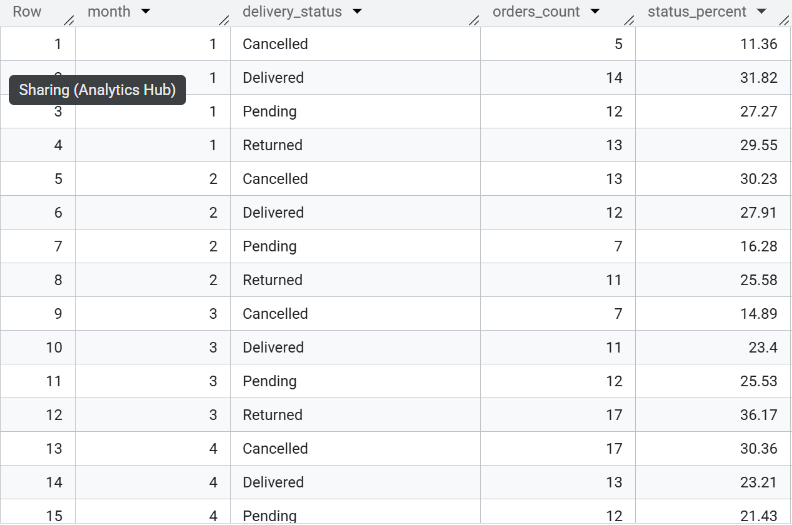 Row month delivery_status orders_count status_percent
1 1 Cancelled 5 11.36
1 Delivered 14 31.82
Sharing (Analytics Hub)
3 1 Pending 12 27.27
4 1 Returned 13 29.55
5 2 Cancelled 13 30.23
6 2 Delivered 12 27.91
7 2 Pending 7 16.28
8 2 Returned 11 25.58
9 3 Cancelled 7 14.89
10 3 Delivered 11 23.4
11 3 Pending 12 25.53
12 3 Returned 17 36.17
13 4 Cancelled 17 30.36
14 4 Delivered 13 23.21
15 4 Pending 12 21.43